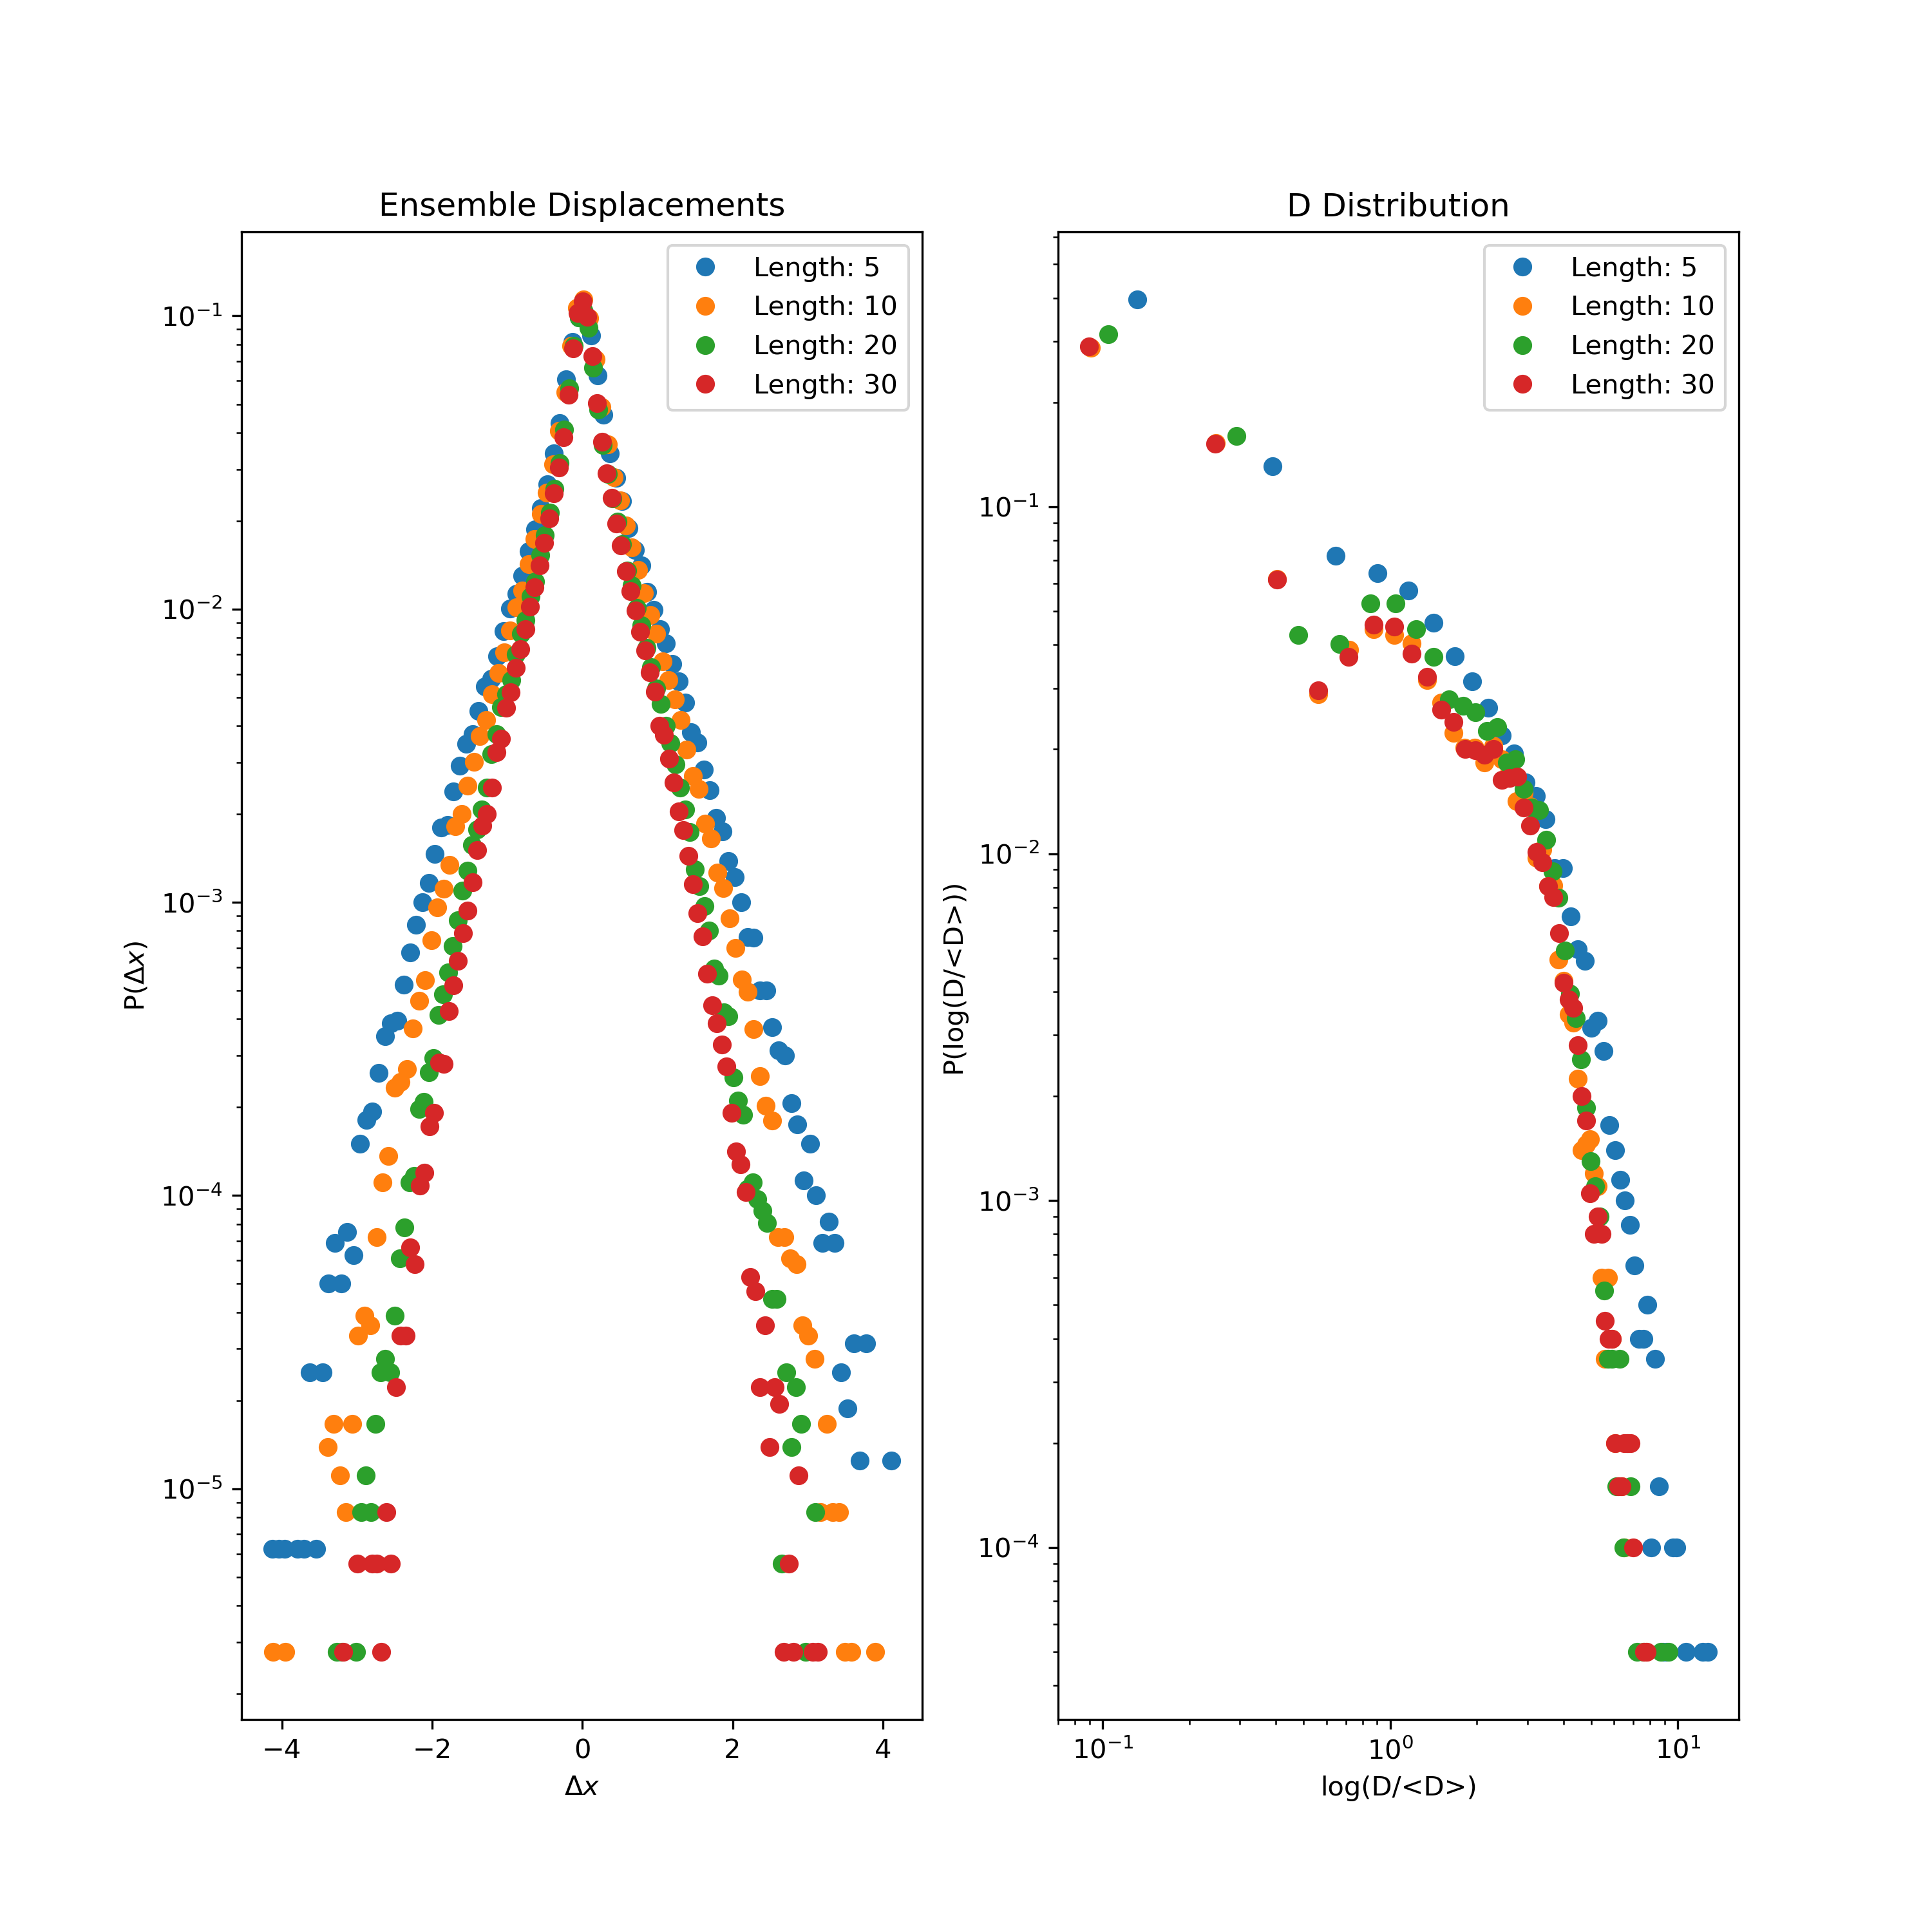 Ensemble Displacements
Length: 5
Length: 10
Length: 20
Length: 30
10⁻¹
10⁻²
10⁻³
10⁻⁴
10⁻⁵
P(Δx)
−4 −2 0 2 4
Δx
D Distribution
Length: 5
Length: 10
Length: 20
Length: 30
10⁻¹
10⁻²
10⁻³
10⁻⁴
P(log(D/<D>))
10⁻¹ 10⁰ 10¹
log(D/<D>)